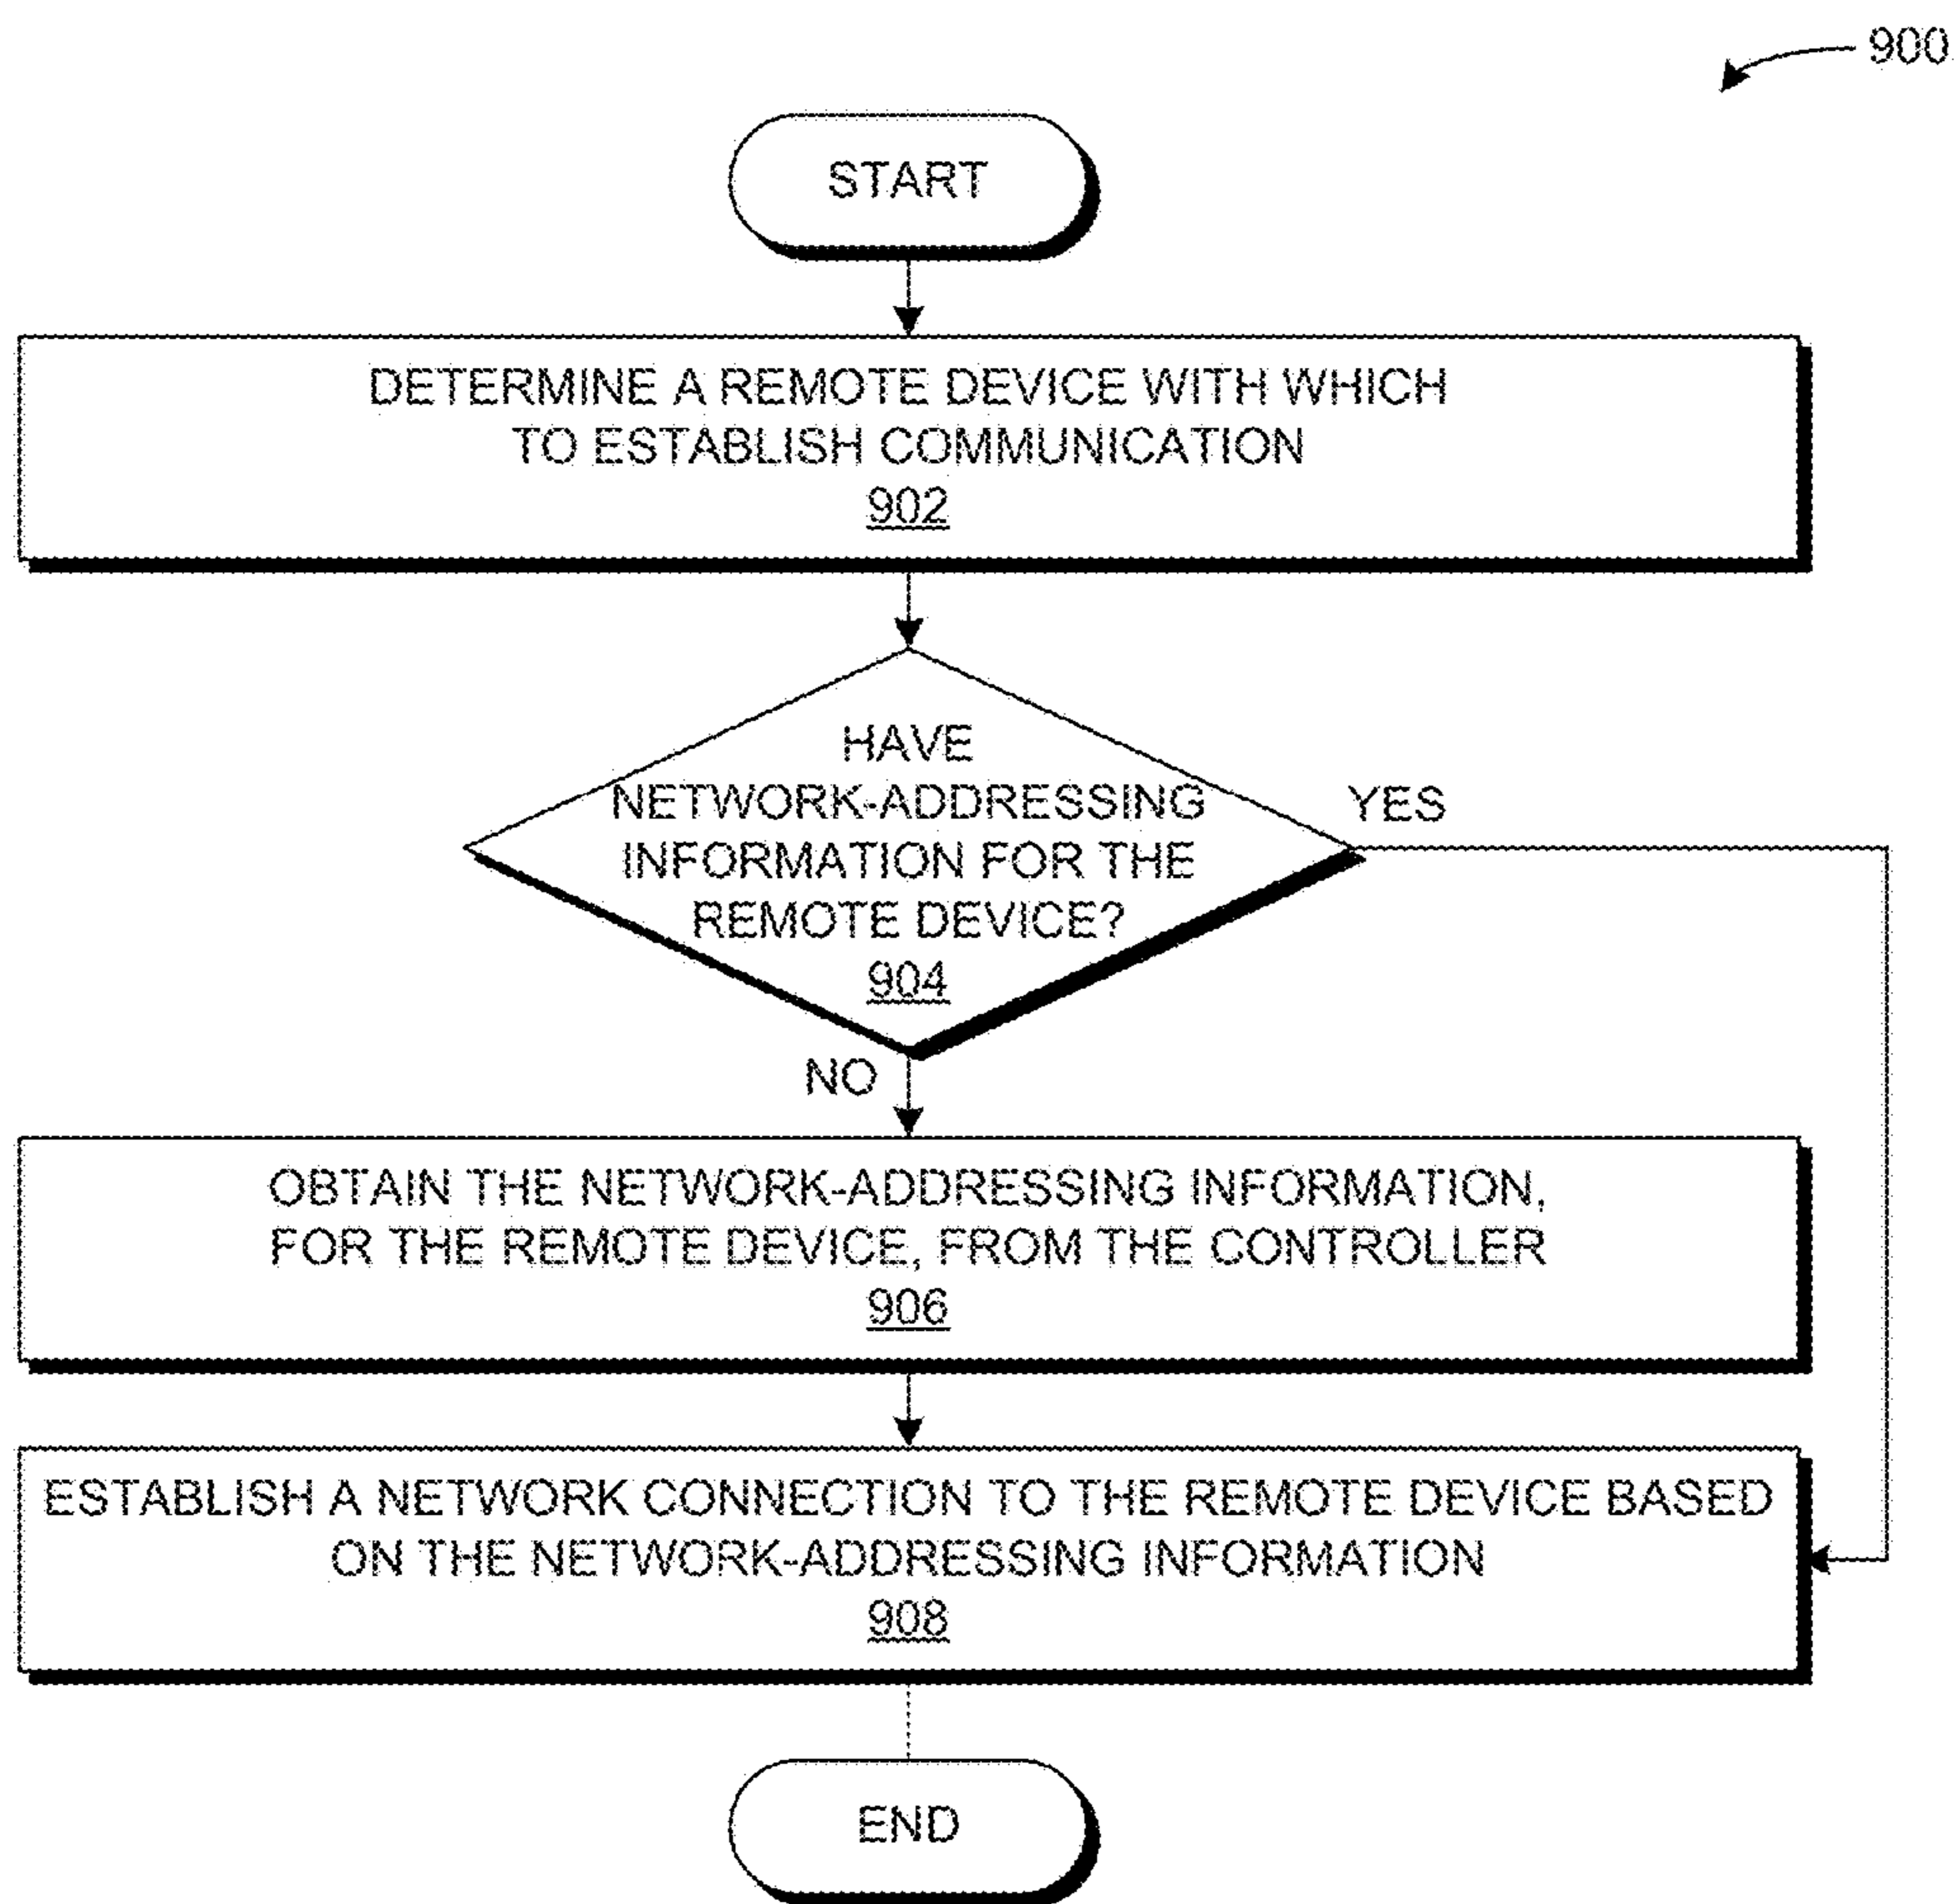 900
START
DETERMINE A REMOTE DEVICE WITH WHICH
TO ESTABLISH COMMUNICATION
902
HAVE
NETWORK-ADDRESSING
INFORMATION FOR THE
REMOTE DEVICE?
904
YES
NO
OBTAIN THE NETWORK-ADDRESSING INFORMATION,
FOR THE REMOTE DEVICE, FROM THE CONTROLLER
906
ESTABLISH A NETWORK CONNECTION TO THE REMOTE DEVICE BASED
ON THE NETWORK-ADDRESSING INFORMATION
908
END